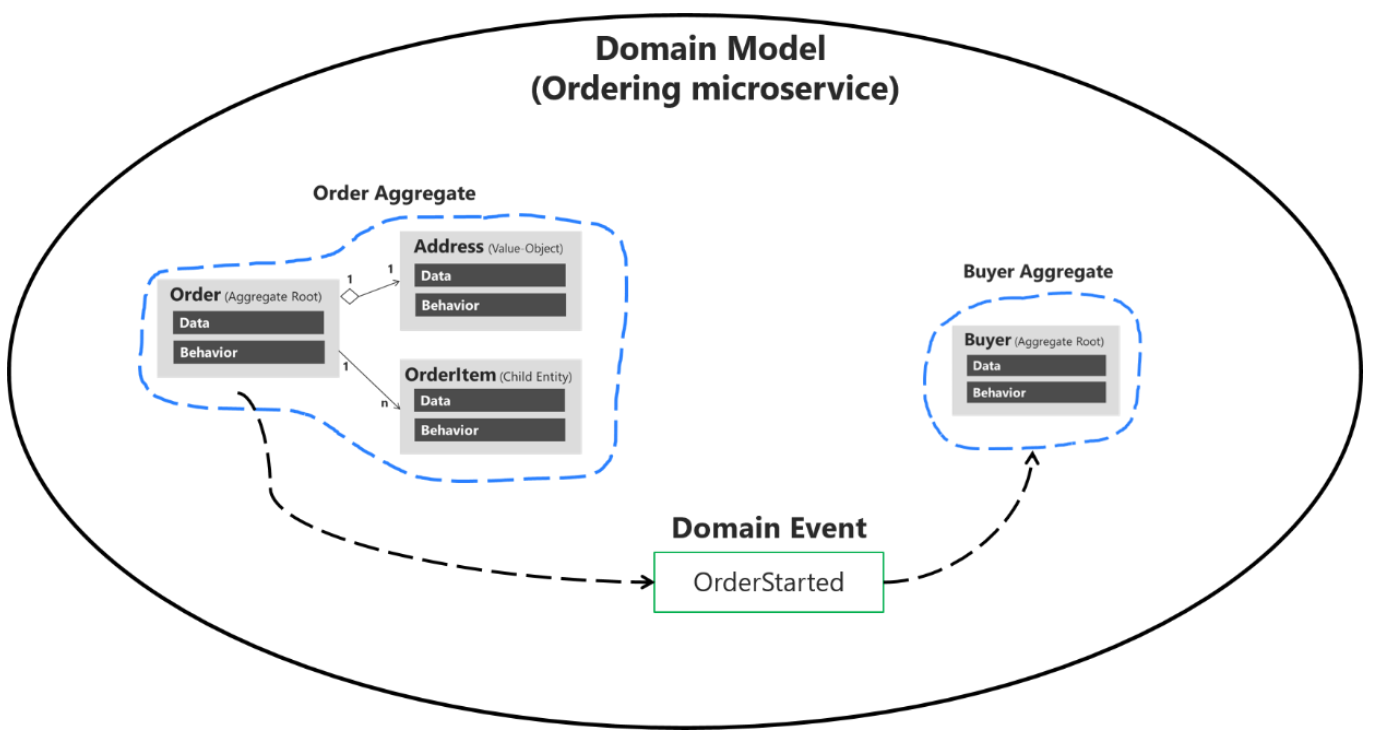 Domain Model
(Ordering microservice)
Order Aggregate
Address (Value-Object)
Data
Behavior
1
1
Order (Aggregate Root)
Data
Behavior
1
n
OrderItem (Child Entity)
Data
Behavior
Buyer Aggregate
Buyer (Aggregate Root)
Data
Behavior
Domain Event
OrderStarted